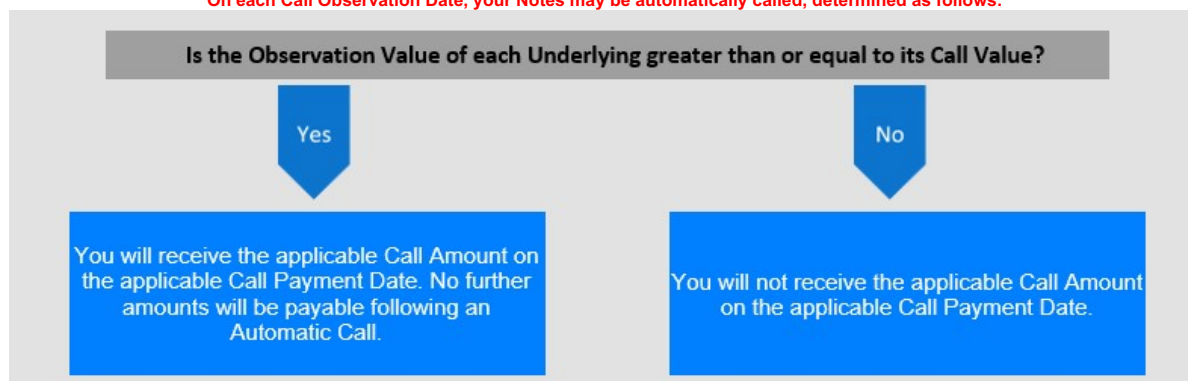 On each Call Observation Date, your Notes may be automatically called, determined as follows:
Is the Observation Value of each Underlying greater than or equal to its Call Value?
Yes
No
You will receive the applicable Call Amount on
the applicable Call Payment Date. No further
amounts will be payable following an
Automatic Call.
You will not receive the applicable Call Amount
on the applicable Call Payment Date.